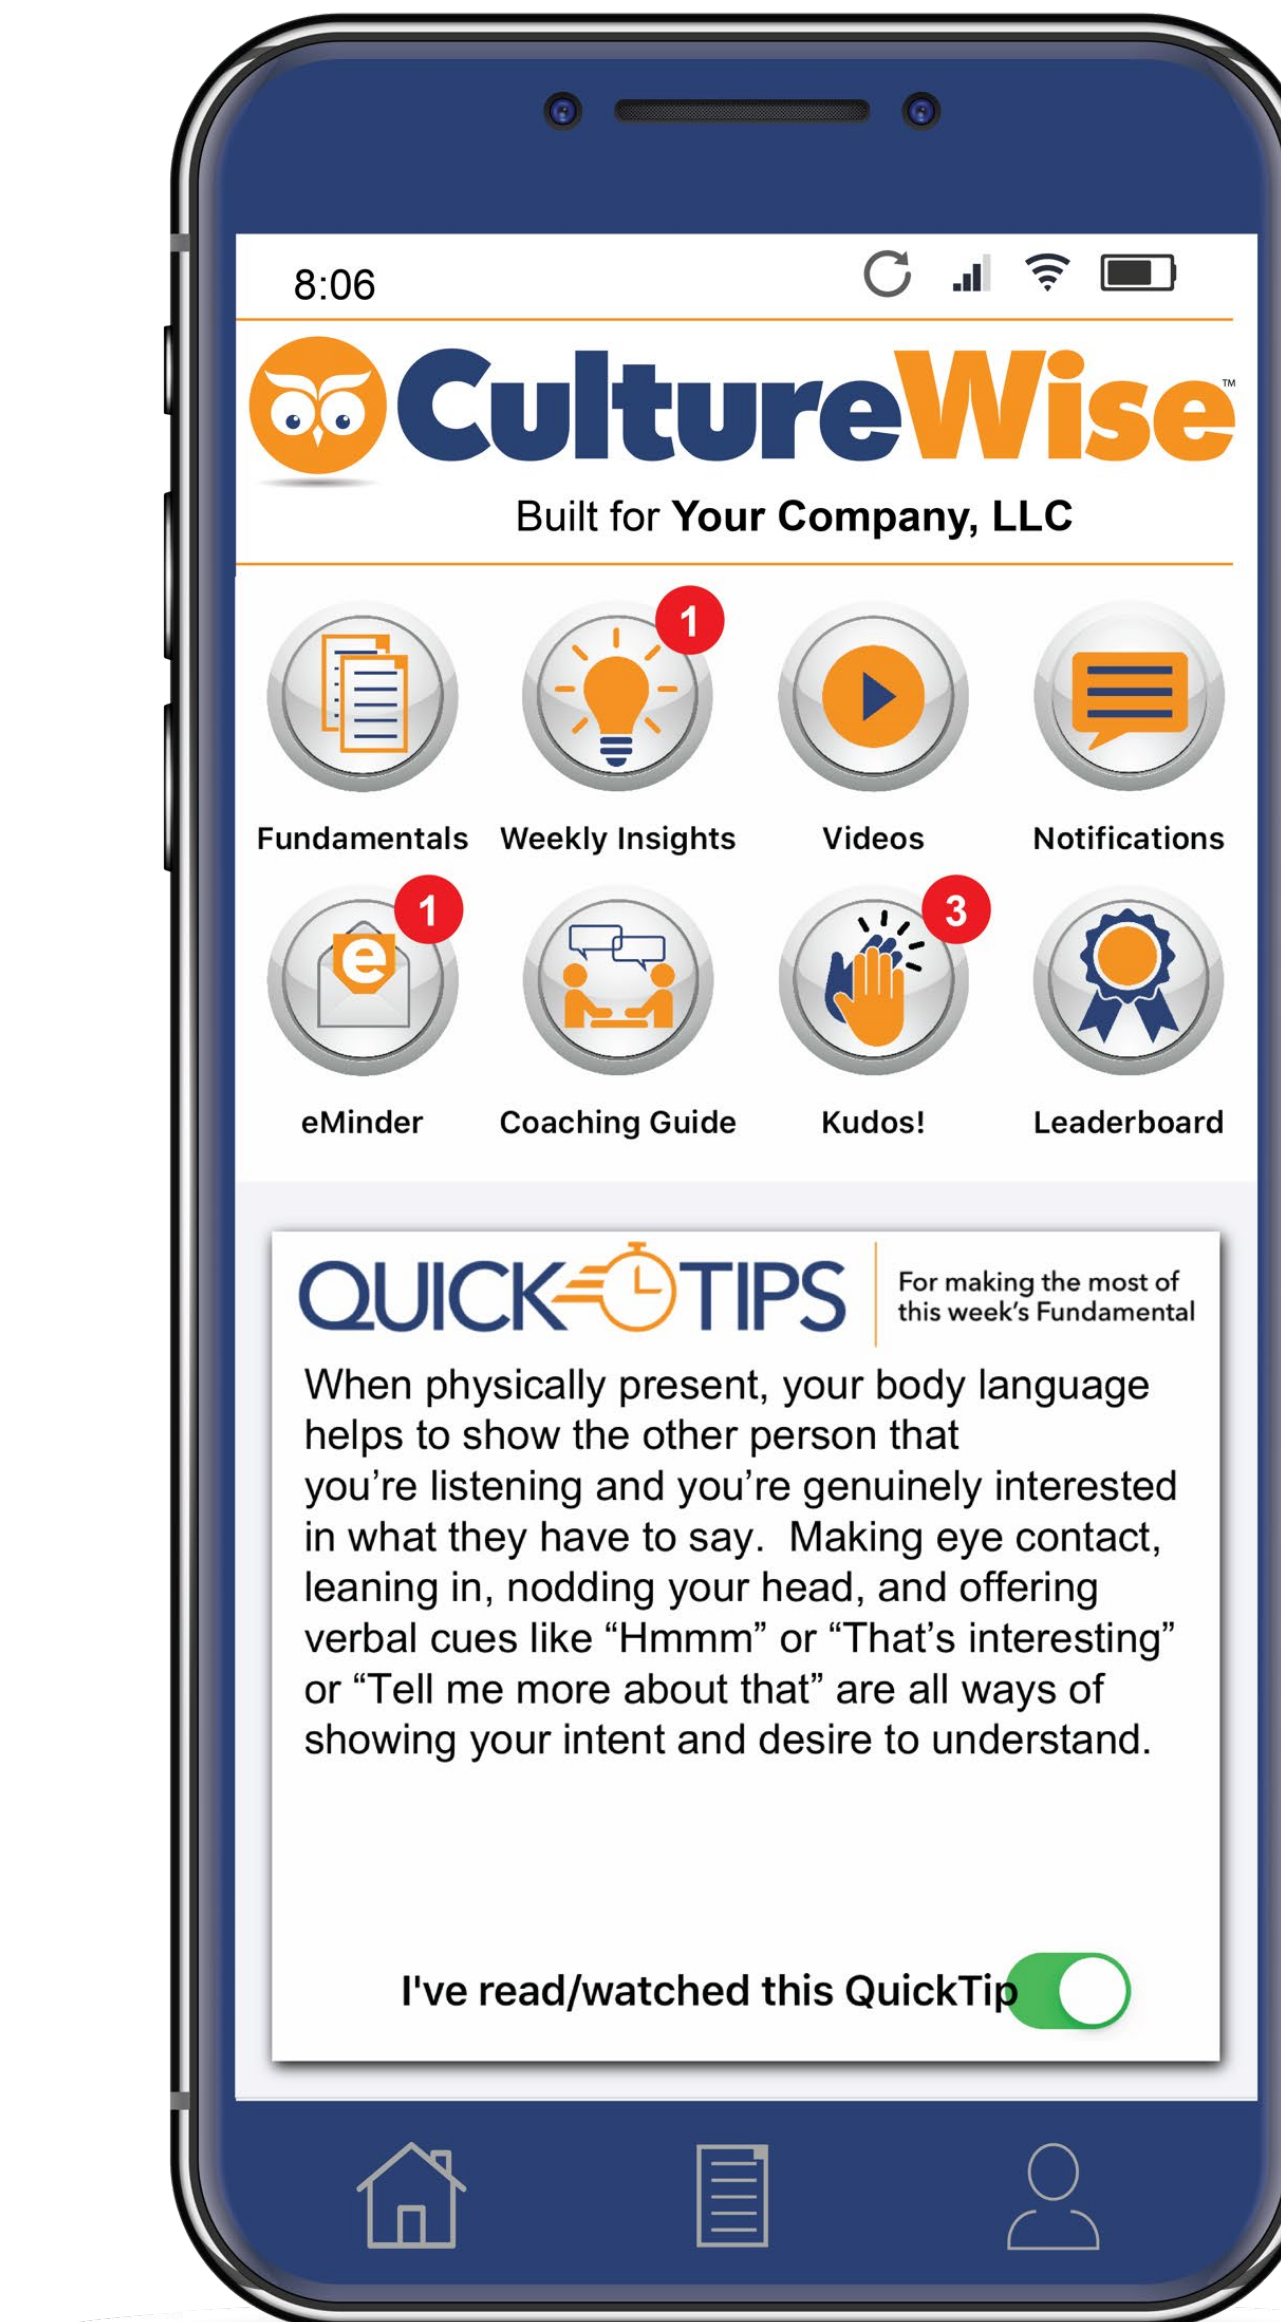 8:06
CultureWise™
Built for Your Company, LLC
1
Fundamentals Weekly Insights Videos Notifications
1 3
e
eMinder Coaching Guide Kudos! Leaderboard
QUICK TIPS
For making the most of
this week's Fundamental
When physically present, your body language
helps to show the other person that
you're listening and you're genuinely interested
in what they have to say.  Making eye contact,
leaning in, nodding your head, and offering
verbal cues like “Hmmm” or “That's interesting”
or “Tell me more about that” are all ways of
showing your intent and desire to understand.
I've read/watched this QuickTip